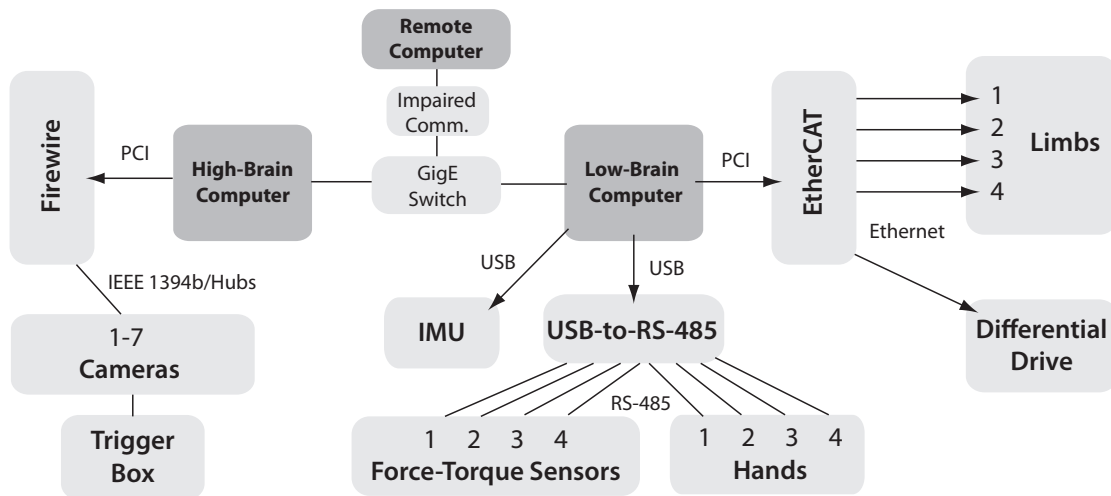 Remote
Computer
Impaired
Comm.
GigE
Switch
Firewire
PCI
High-Brain
Computer
Low-Brain
Computer
PCI
EtherCAT
1
2
3
4
Limbs
Ethernet
Differential
Drive
IEEE 1394b/Hubs
1-7
Cameras
Trigger
Box
USB
USB
IMU
USB-to-RS-485
RS-485
1 2 3 4
Force-Torque Sensors
1 2 3 4
Hands